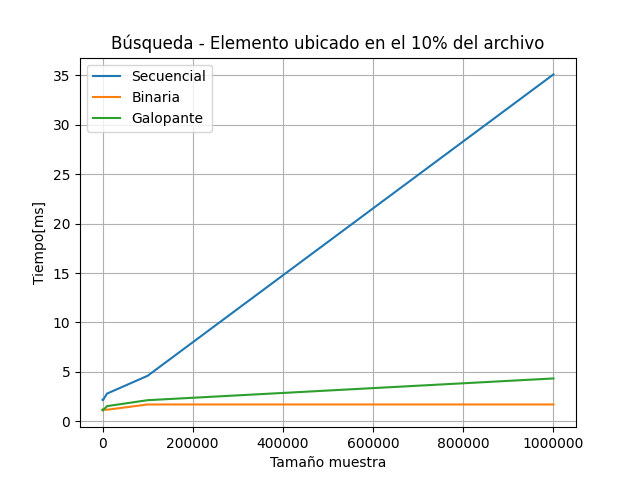 Búsqueda - Elemento ubicado en el 10% del archivo
Secuencial
Binaria
Galopante
35
30
25
20
15
10
5
0
Tiempo[ms]
0 200000 400000 600000 800000 1000000
Tamaño muestra